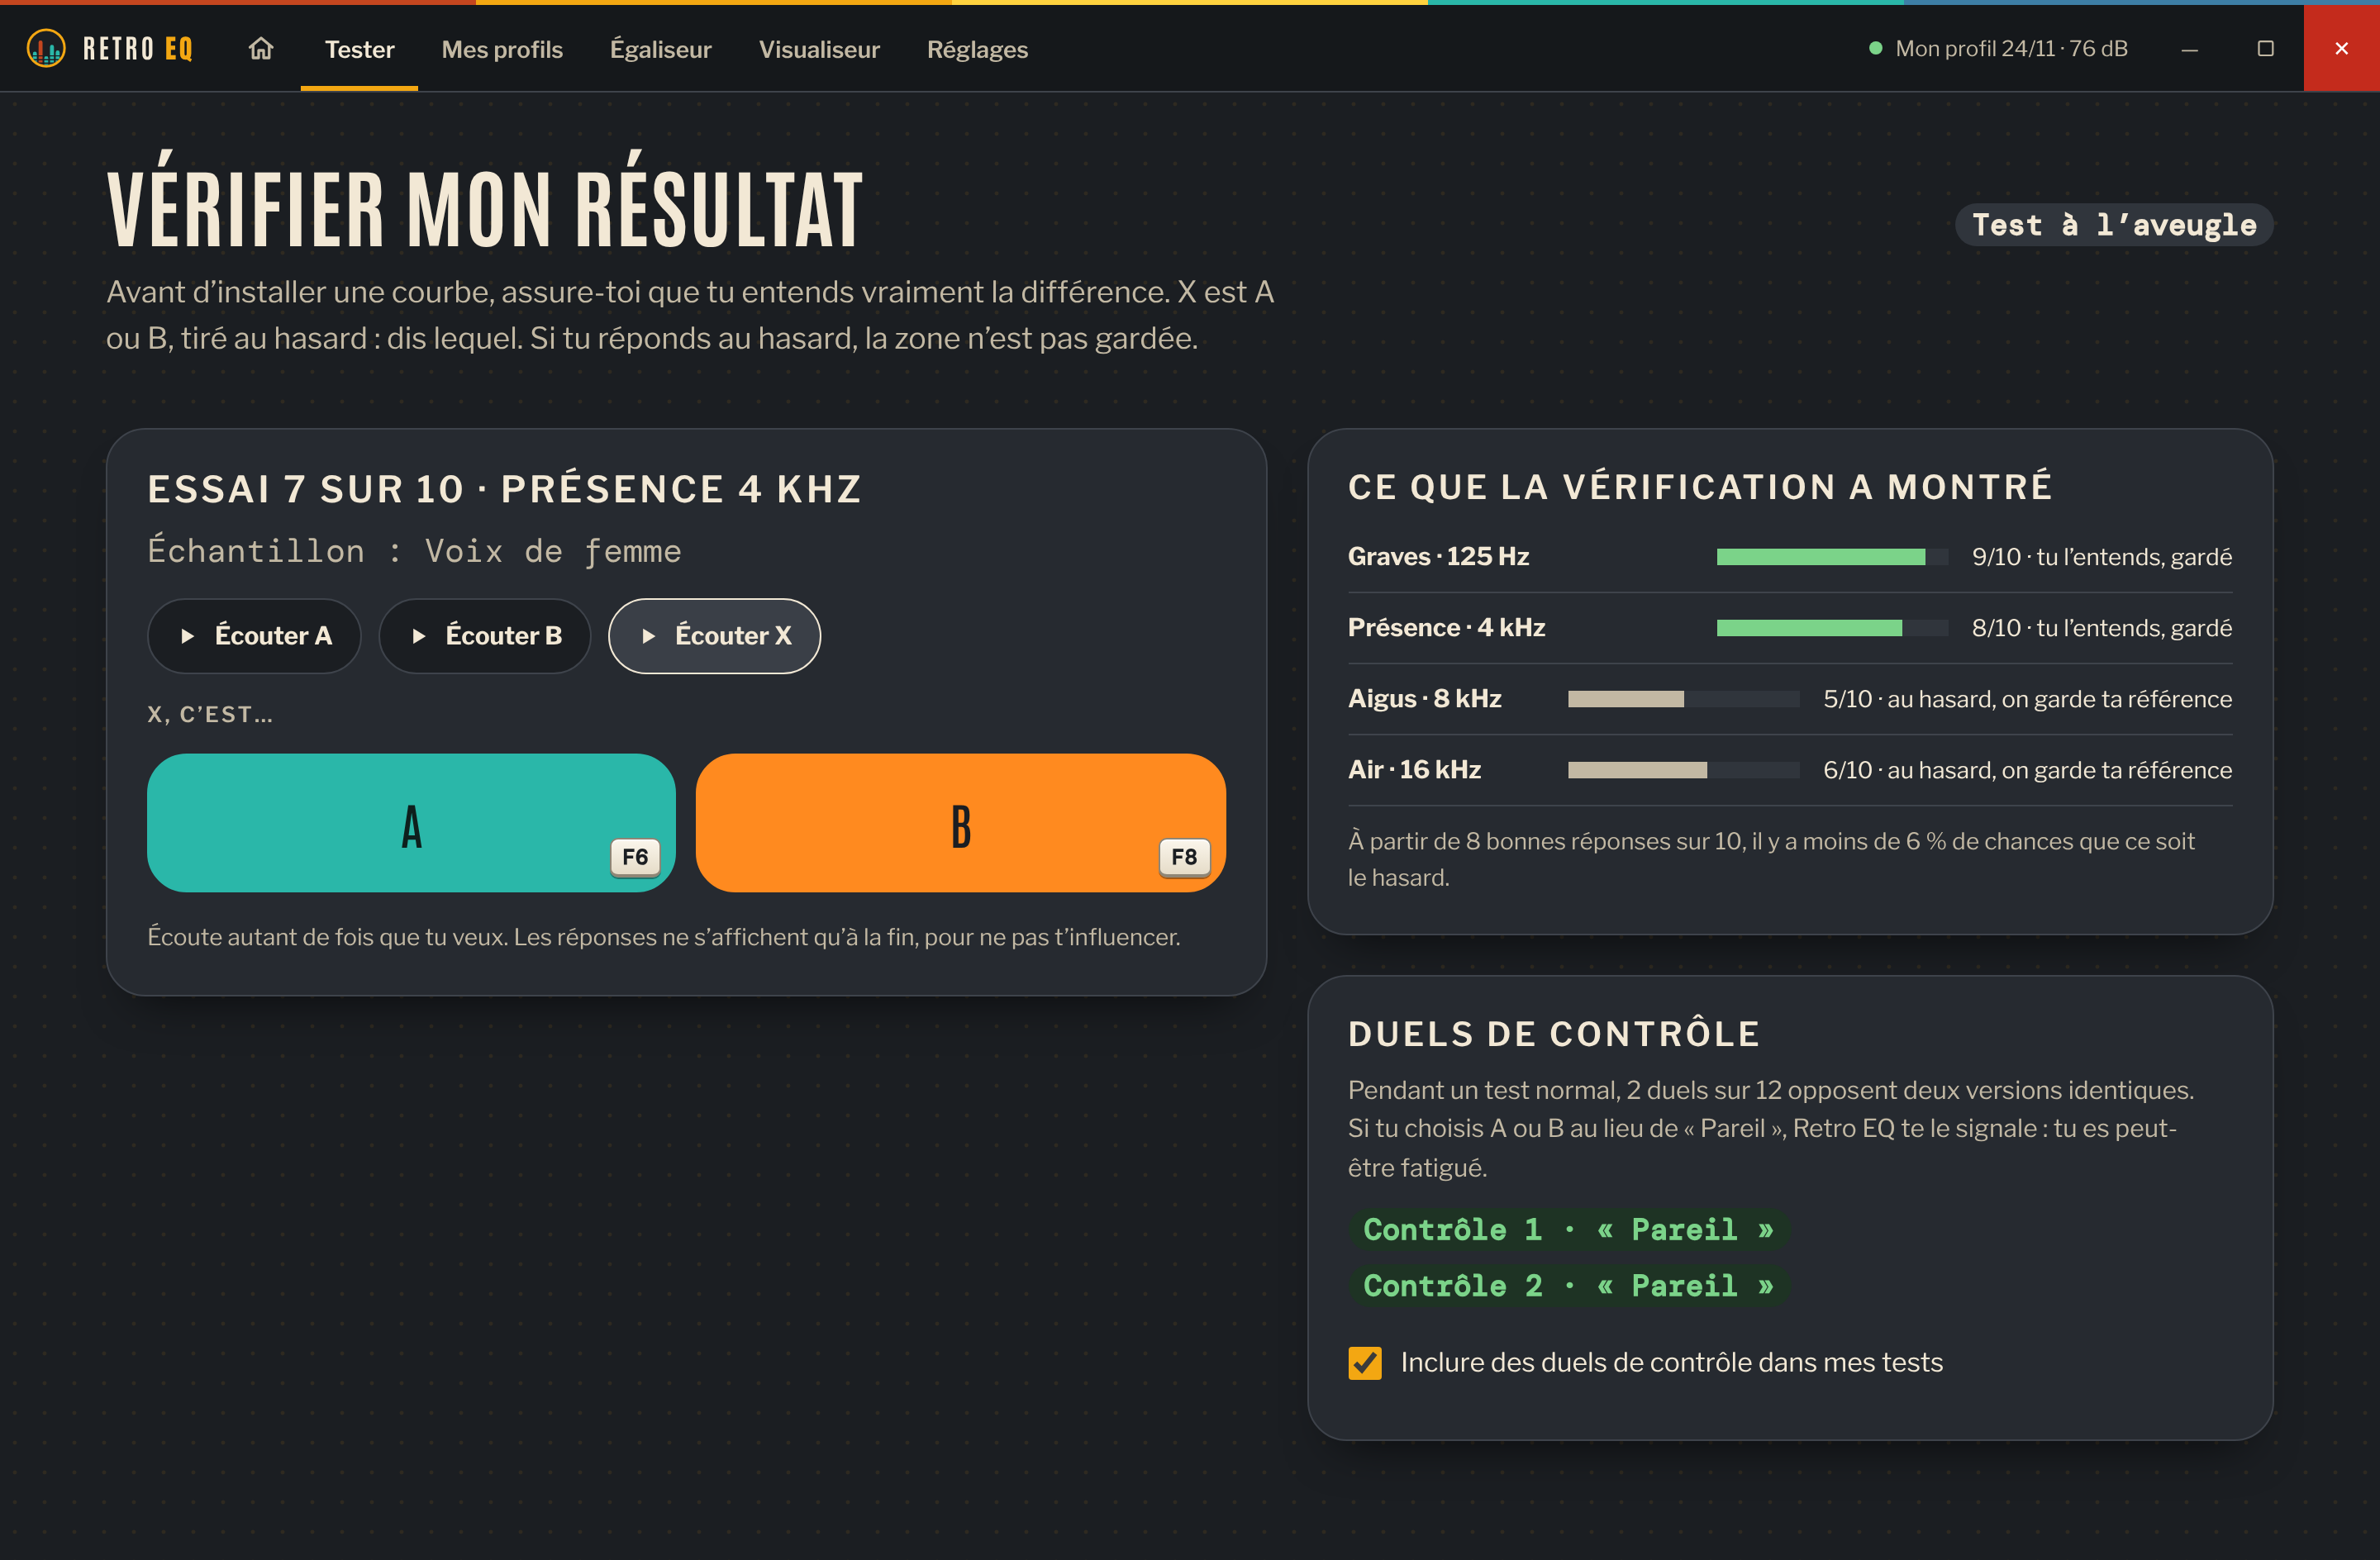 RETRO EQ
Tester
Mes profils
Égaliseur
Visualiseur
Réglages
Mon profil 24/11 · 76 dB
VÉRIFIER MON RÉSULTAT
Test à l’aveugle
Avant d’installer une courbe, assure-toi que tu entends vraiment la différence. X est A
ou B, tiré au hasard : dis lequel. Si tu réponds au hasard, la zone n’est pas gardée.
ESSAI 7 SUR 10 · PRÉSENCE 4 KHZ
Échantillon : Voix de femme
Écouter A
Écouter B
Écouter X
X, C’EST…
A
F6
B
F8
Écoute autant de fois que tu veux. Les réponses ne s’affichent qu’à la fin, pour ne pas t’influencer.
CE QUE LA VÉRIFICATION A MONTRÉ
Graves · 125 Hz
9/10 · tu l’entends, gardé
Présence · 4 kHz
8/10 · tu l’entends, gardé
Aigus · 8 kHz
5/10 · au hasard, on garde ta référence
Air · 16 kHz
6/10 · au hasard, on garde ta référence
À partir de 8 bonnes réponses sur 10, il y a moins de 6 % de chances que ce soit
le hasard.
DUELS DE CONTRÔLE
Pendant un test normal, 2 duels sur 12 opposent deux versions identiques.
Si tu choisis A ou B au lieu de « Pareil », Retro EQ te le signale : tu es peut-
être fatigué.
Contrôle 1 · « Pareil »
Contrôle 2 · « Pareil »
Inclure des duels de contrôle dans mes tests